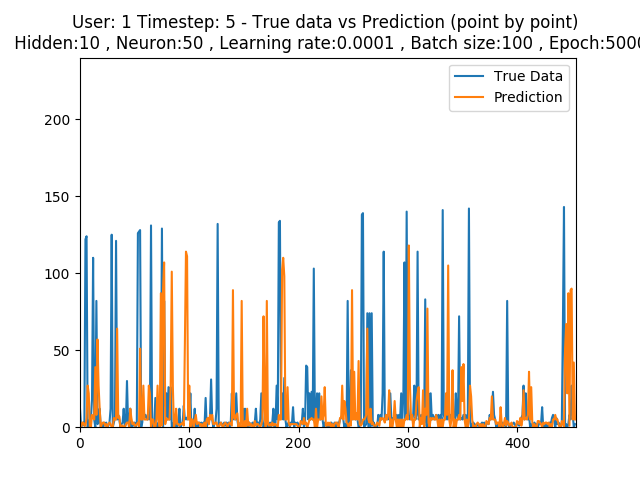 User: 1 Timestep: 5 - True data vs Prediction (point by point)
Hidden:10 , Neuron:50 , Learning rate:0.0001 , Batch size:100 , Epoch:5000
True Data
Prediction
200
150
100
50
0
0 100 200 300 400